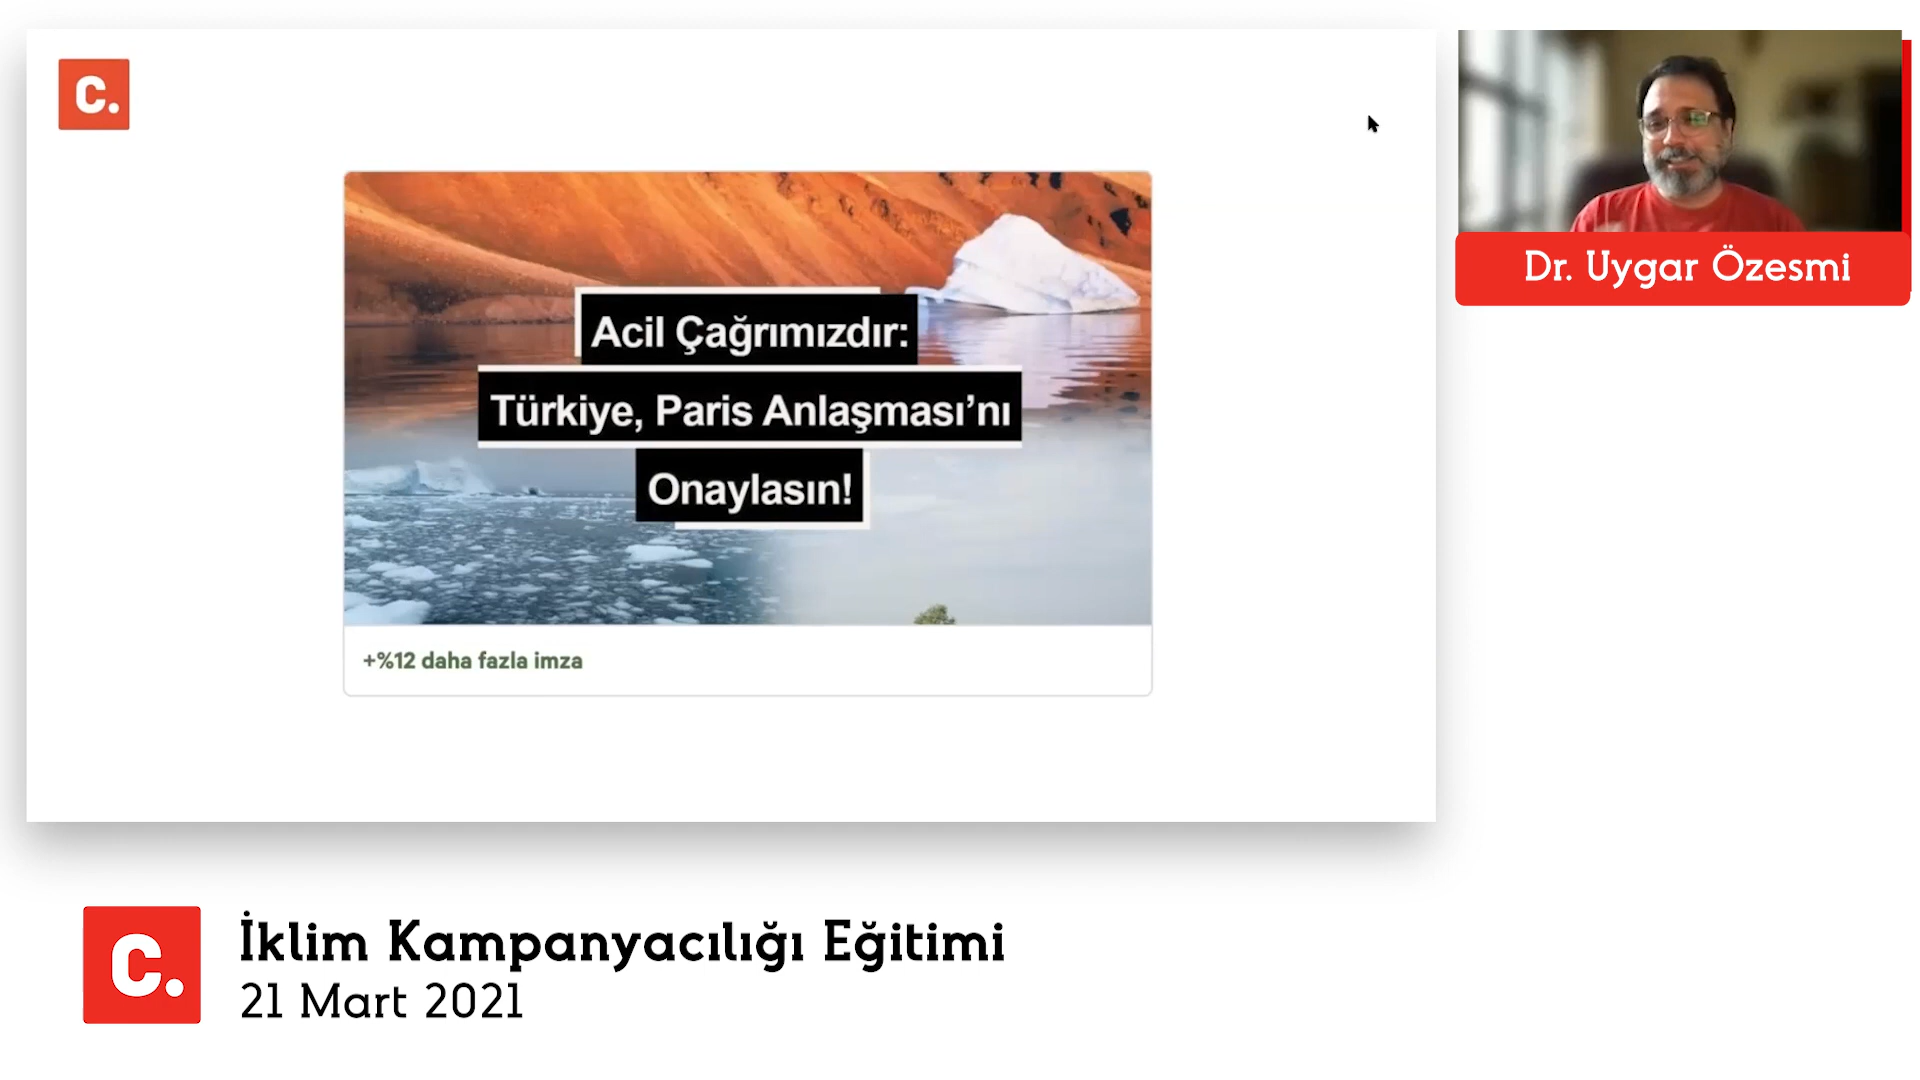 C.
Acil Çağrımızdır:
Türkiye, Paris Anlaşması’nı
Onaylasın!
+%12 daha fazla imza
Dr. Uygar Özesmi
C.
İklim Kampanyacılığı Eğitimi
21 Mart 2021